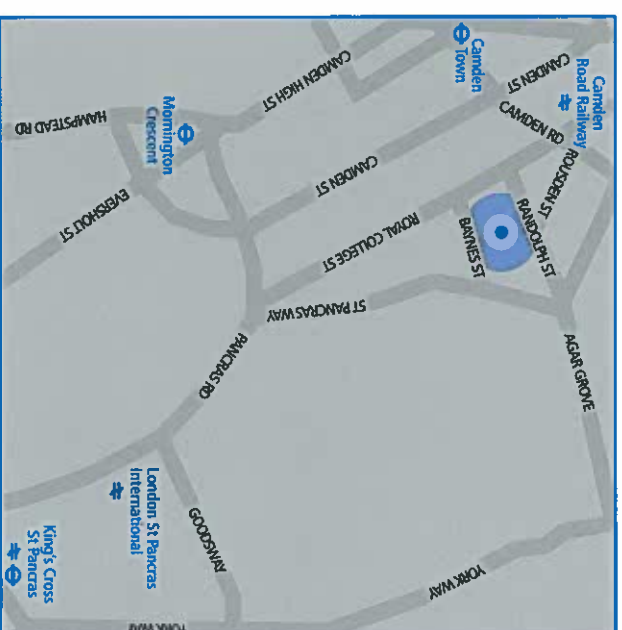 Camden
Road Railway
CAMDEN ST
CAMDEN RD
ROUSDEN ST
RANDOLPH ST
AGAR GROVE
Camden
Town
BAYNES ST
YORK WAY
CAMDEN HIGH ST
CAMDEN ST
ROYAL COLLEGE ST
ST PANCRAS WAY
Mornington
Crescent
PANCRAS RD
GOODSWAY
HAMPSTEAD RD
EVERSHOLT ST
London St Pancras
International
King's Cross
St Pancras